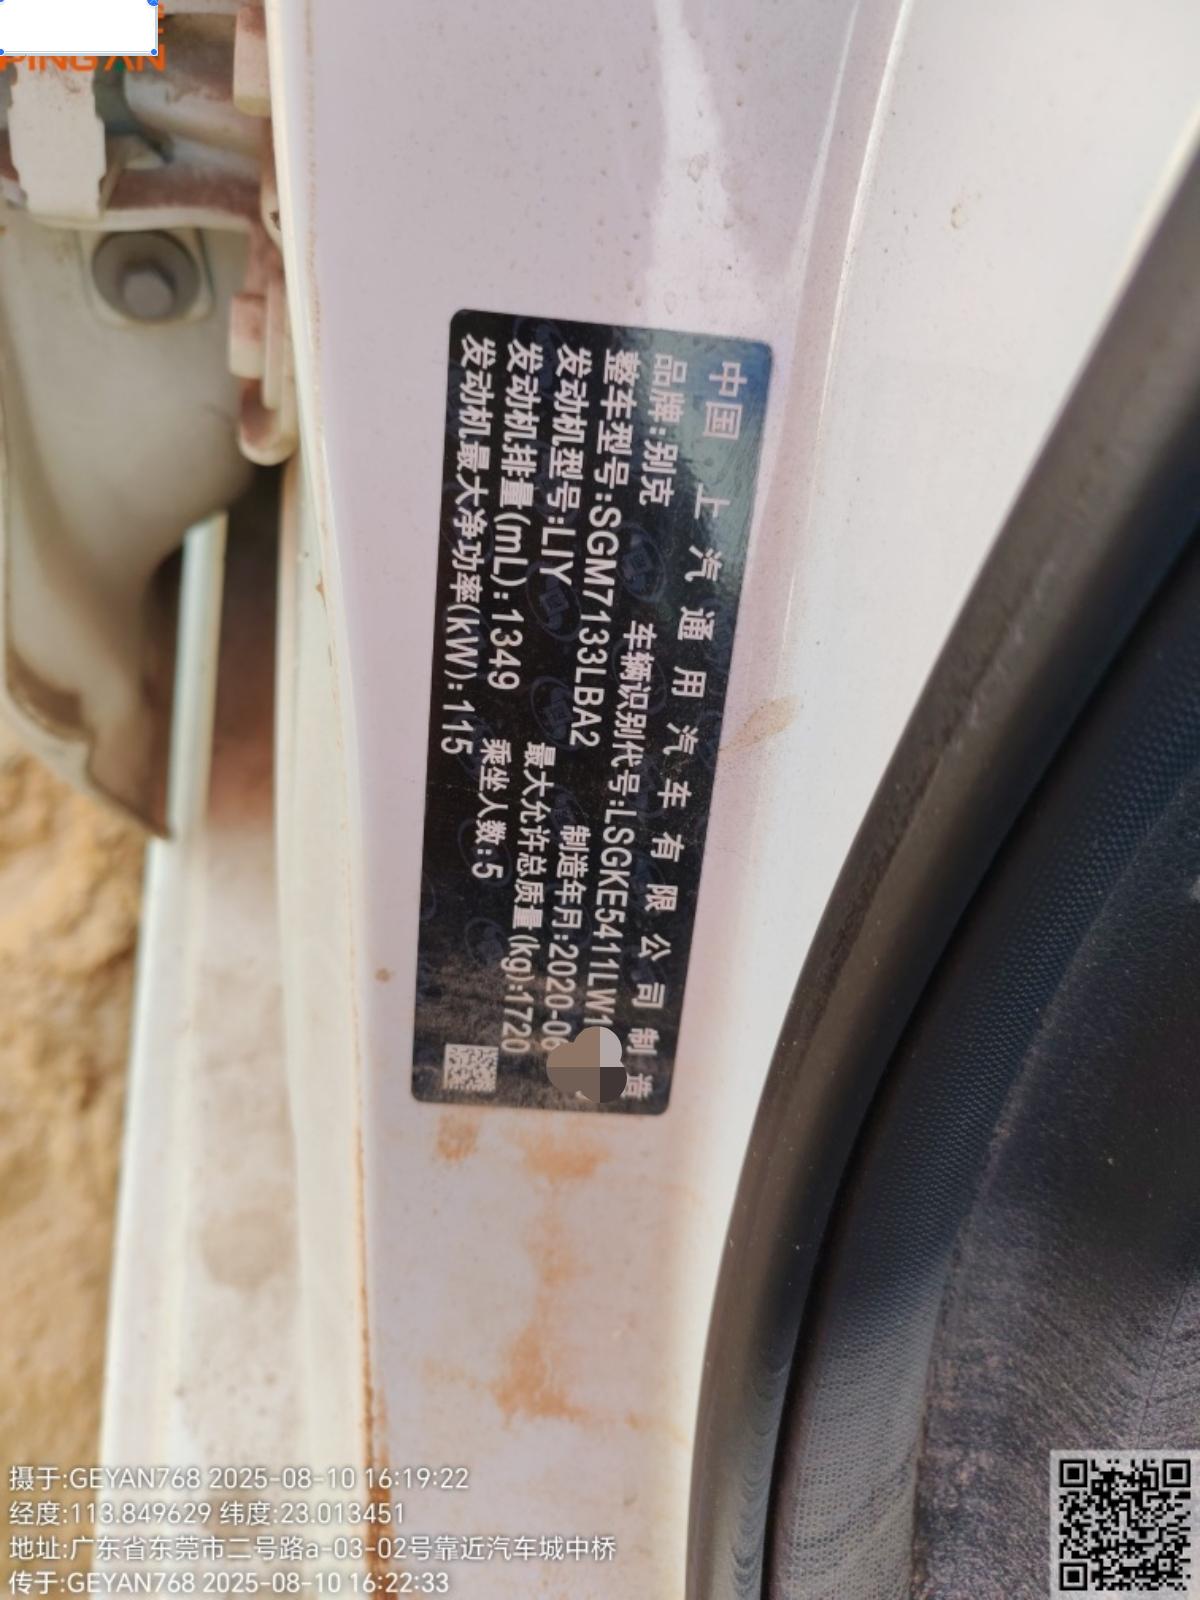 PING AN
中国 上汽通用汽车有限公司 制造
品牌:别克 车辆识别代号:LSGKE5411LW1
整车型号:SGM7133LBA2 制造年月:2020-06
发动机型号:LIY 最大允许总质量(kg):1720
发动机排量(mL):1349 乘坐人数:5
发动机最大净功率(kW):115
摄于:GEYAN768 2025-08-10 16:19:22
经度:113.849629 纬度:23.013451
地址:广东省东莞市二号路a-03-02号靠近汽车城中桥
传于:GEYAN768 2025-08-10 16:22:33